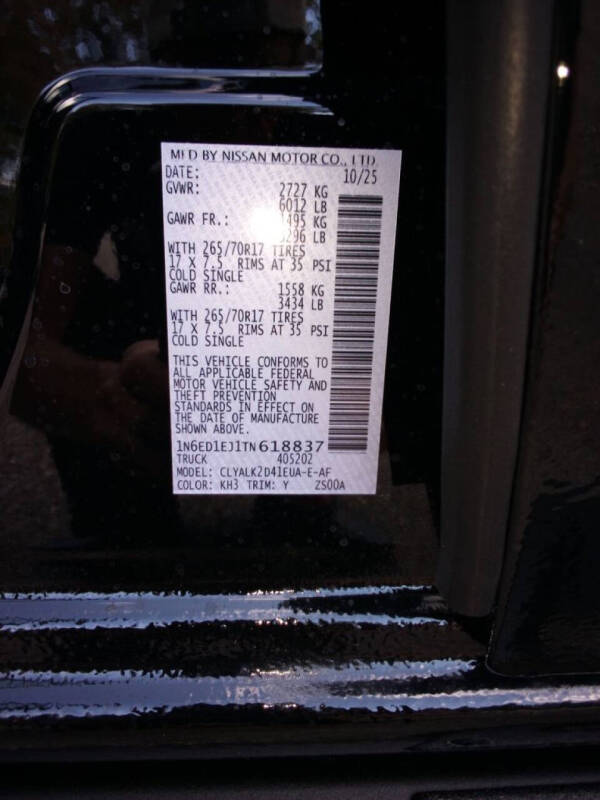 MFD BY NISSAN MOTOR CO., LTD.
DATE: 10/25
GVWR: 2727 KG
6012 LB
GAWR FR.: 1495 KG
3296 LB
WITH 265/70R17 TIRES
17 X 7.5 RIMS AT 35 PSI
COLD SINGLE
GAWR RR.: 1558 KG
3434 LB
WITH 265/70R17 TIRES
17 X 7.5 RIMS AT 35 PSI
COLD SINGLE
THIS VEHICLE CONFORMS TO
ALL APPLICABLE FEDERAL
MOTOR VEHICLE SAFETY AND
THEFT PREVENTION
STANDARDS IN EFFECT ON
THE DATE OF MANUFACTURE
SHOWN ABOVE.
1N6ED1EJ1TN618837
TRUCK 405202
MODEL: CLYALK2D41EUA-E-AF
COLOR: KH3 TRIM: Y ZS00A